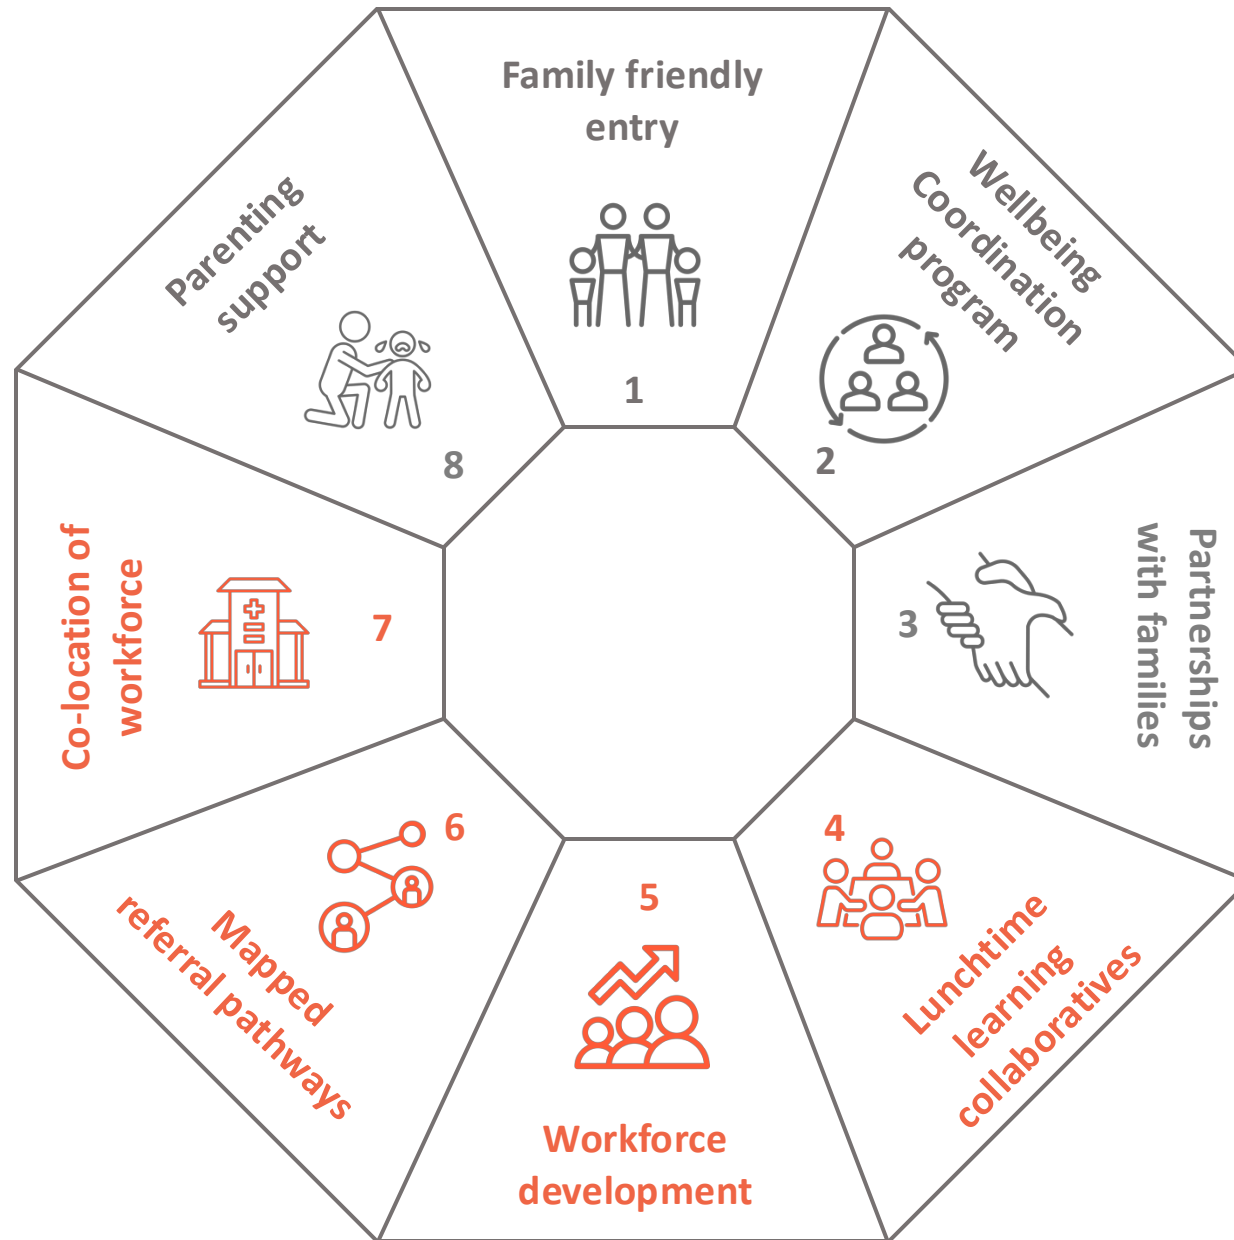 Family friendly
entry
1
Wellbeing
Coordination
program
2
Partnerships
with families
3
4
Lunchtime
learning
collaboratives
5
Workforce
development
6
Mapped
referral pathways
7
Co-location of
workforce
8
Parenting
support